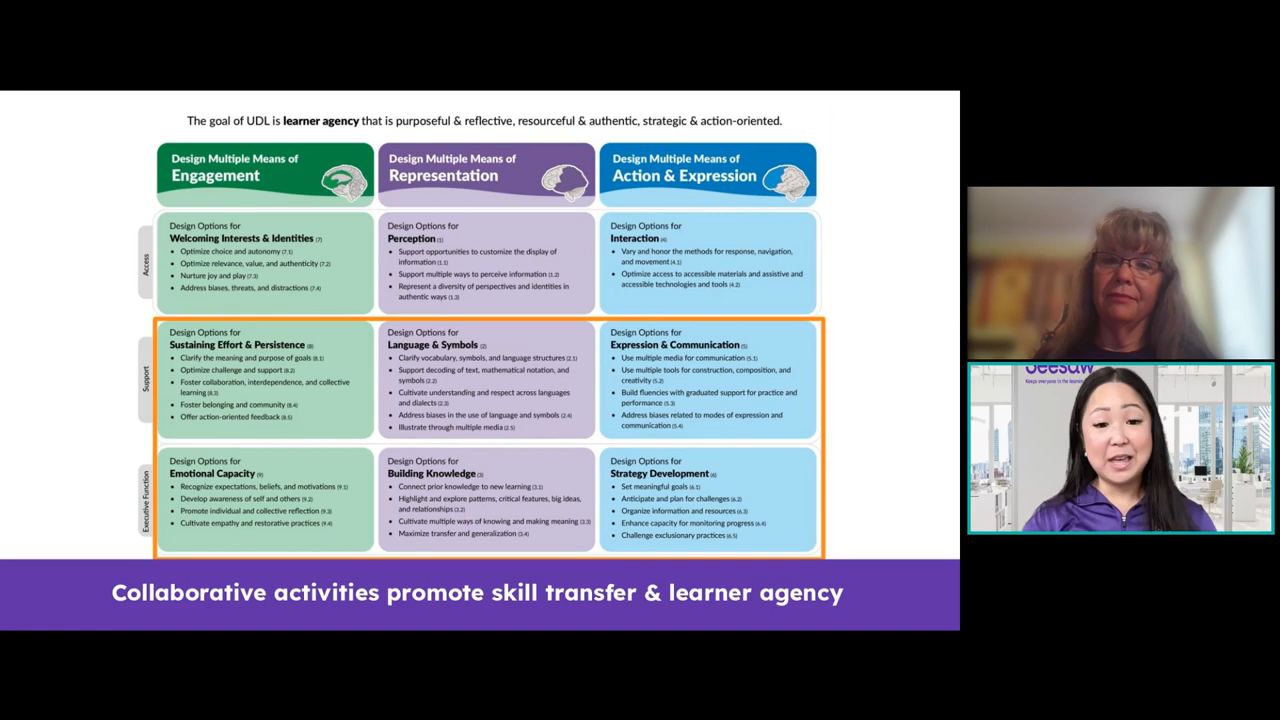 The goal of UDL is learner agency that is purposeful & reflective, resourceful & authentic, strategic & action-oriented.
Design Multiple Means of
Engagement
Design Multiple Means of
Representation
Design Multiple Means of
Action & Expression
Access
Design Options for
Welcoming Interests & Identities (7)
• Optimize choice and autonomy (7.1)
• Optimize relevance, value, and authenticity (7.2)
• Nurture joy and play (7.3)
• Address biases, threats, and distractions (7.4)
Design Options for
Perception (1)
• Support opportunities to customize the display of
information (1.1)
• Support multiple ways to perceive information (1.2)
• Represent a diversity of perspectives and identities in
authentic ways (1.3)
Design Options for
Interaction (4)
• Vary and honor the methods for response, navigation,
and movement (4.1)
• Optimize access to accessible materials and assistive and
accessible technologies and tools (4.2)
Support
Design Options for
Sustaining Effort & Persistence (8)
• Clarify the meaning and purpose of goals (8.1)
• Optimize challenge and support (8.2)
• Foster collaboration, interdependence, and collective
learning (8.3)
• Foster belonging and community (8.4)
• Offer action-oriented feedback (8.5)
Design Options for
Language & Symbols (2)
• Clarify vocabulary, symbols, and language structures (2.1)
• Support decoding of text, mathematical notation, and
symbols (2.2)
• Cultivate understanding and respect across languages
and dialects (2.3)
• Address biases in the use of language and symbols (2.4)
• Illustrate through multiple media (2.5)
Design Options for
Expression & Communication (5)
• Use multiple media for communication (5.1)
• Use multiple tools for construction, composition, and
creativity (5.2)
• Build fluencies with graduated support for practice and
performance (5.3)
• Address biases related to modes of expression and
communication (5.4)
Executive Function
Design Options for
Emotional Capacity (9)
• Recognize expectations, beliefs, and motivations (9.1)
• Develop awareness of self and others (9.2)
• Promote individual and collective reflection (9.3)
• Cultivate empathy and restorative practices (9.4)
Design Options for
Building Knowledge (3)
• Connect prior knowledge to new learning (3.1)
• Highlight and explore patterns, critical features, big ideas,
and relationships (3.2)
• Cultivate multiple ways of knowing and making meaning (3.3)
• Maximize transfer and generalization (3.4)
Design Options for
Strategy Development (6)
• Set meaningful goals (6.1)
• Anticipate and plan for challenges (6.2)
• Organize information and resources (6.3)
• Enhance capacity for monitoring progress (6.4)
• Challenge exclusionary practices (6.5)
Collaborative activities promote skill transfer & learner agency
Seesaw
Keeps everyone in the learning